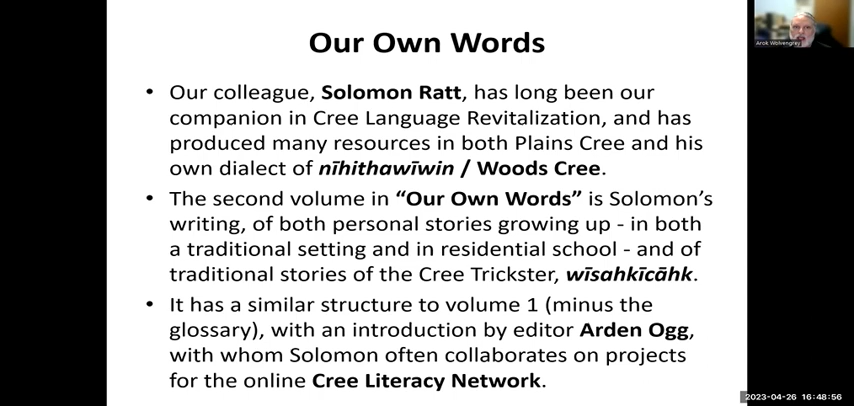 Our Own Words
• Our colleague, Solomon Ratt, has long been our
companion in Cree Language Revitalization, and has
produced many resources in both Plains Cree and his
own dialect of nīhithawīwin / Woods Cree.
• The second volume in “Our Own Words” is Solomon’s
writing, of both personal stories growing up - in both
a traditional setting and in residential school - and of
traditional stories of the Cree Trickster, wīsahkīcāhk.
• It has a similar structure to volume 1 (minus the
glossary), with an introduction by editor Arden Ogg,
with whom Solomon often collaborates on projects
for the online Cree Literacy Network.
Arok Wolvengrey
2023-04-26 16:48:56